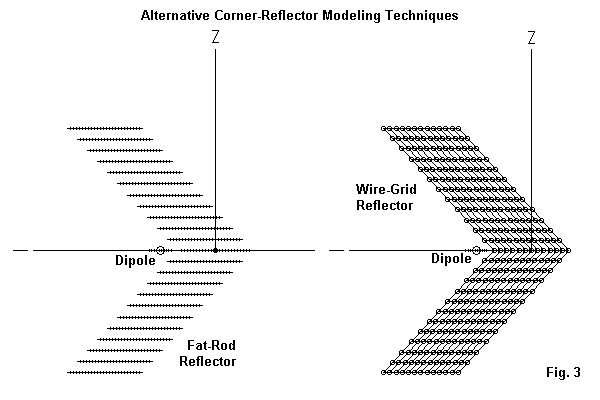 Alternative Corner-Reflector Modeling Techniques
Z
Z
Wire-Grid
Reflector
Dipole
Dipole
Fat-Rod
Reflector
Fig. 3